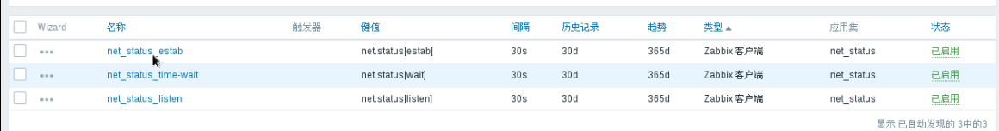 Wizard 名称 触发器 键值 间隔 历史记录 趋势 类型 应用集 状态
net_status_estab net.status[estab] 30s 30d 365d Zabbix 客户端 net_status 已启用
net_status_time-wait net.status[wait] 30s 30d 365d Zabbix 客户端 net_status 已启用
net_status_listen net.status[listen] 30s 30d 365d Zabbix 客户端 net_status 已启用
显示 已自动发现的 3中的3